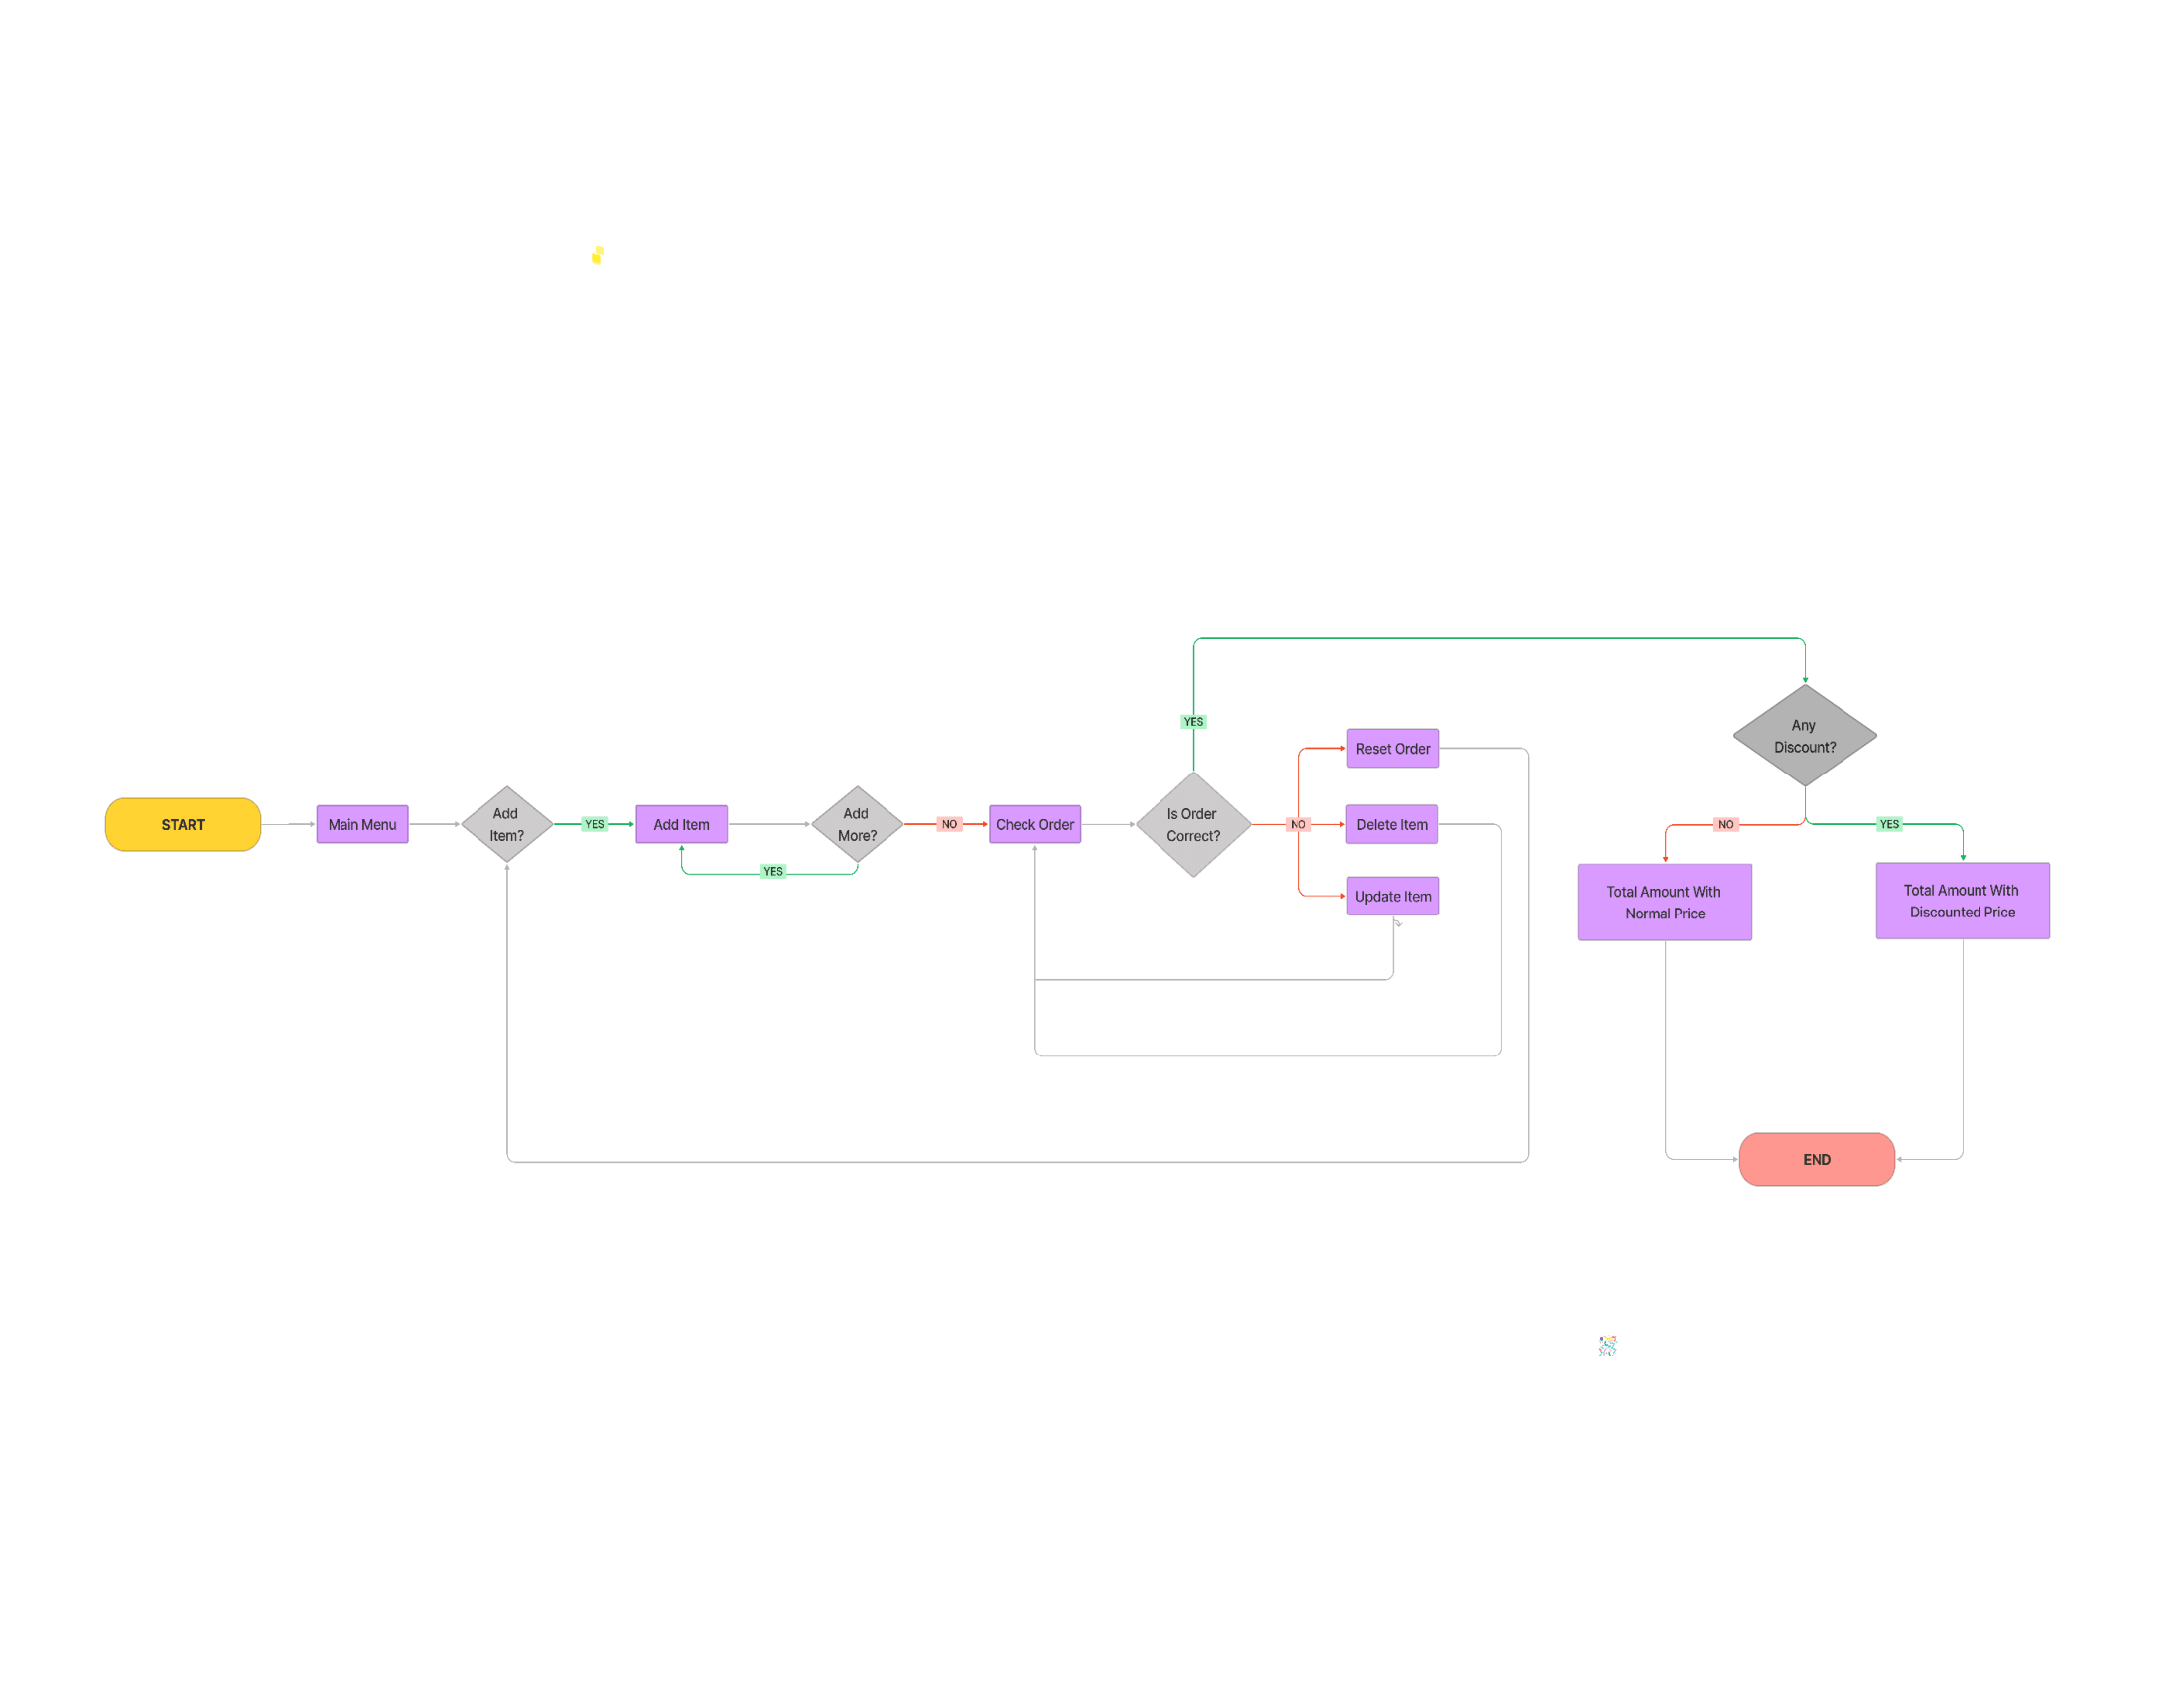 START
Main Menu
Add
Item?
YES
Add Item
YES
Add
More?
NO
Check Order
Is Order
Correct?
YES
NO
Reset Order
Delete Item
Update Item
Any
Discount?
NO
YES
Total Amount With
Normal Price
Total Amount With
Discounted Price
END